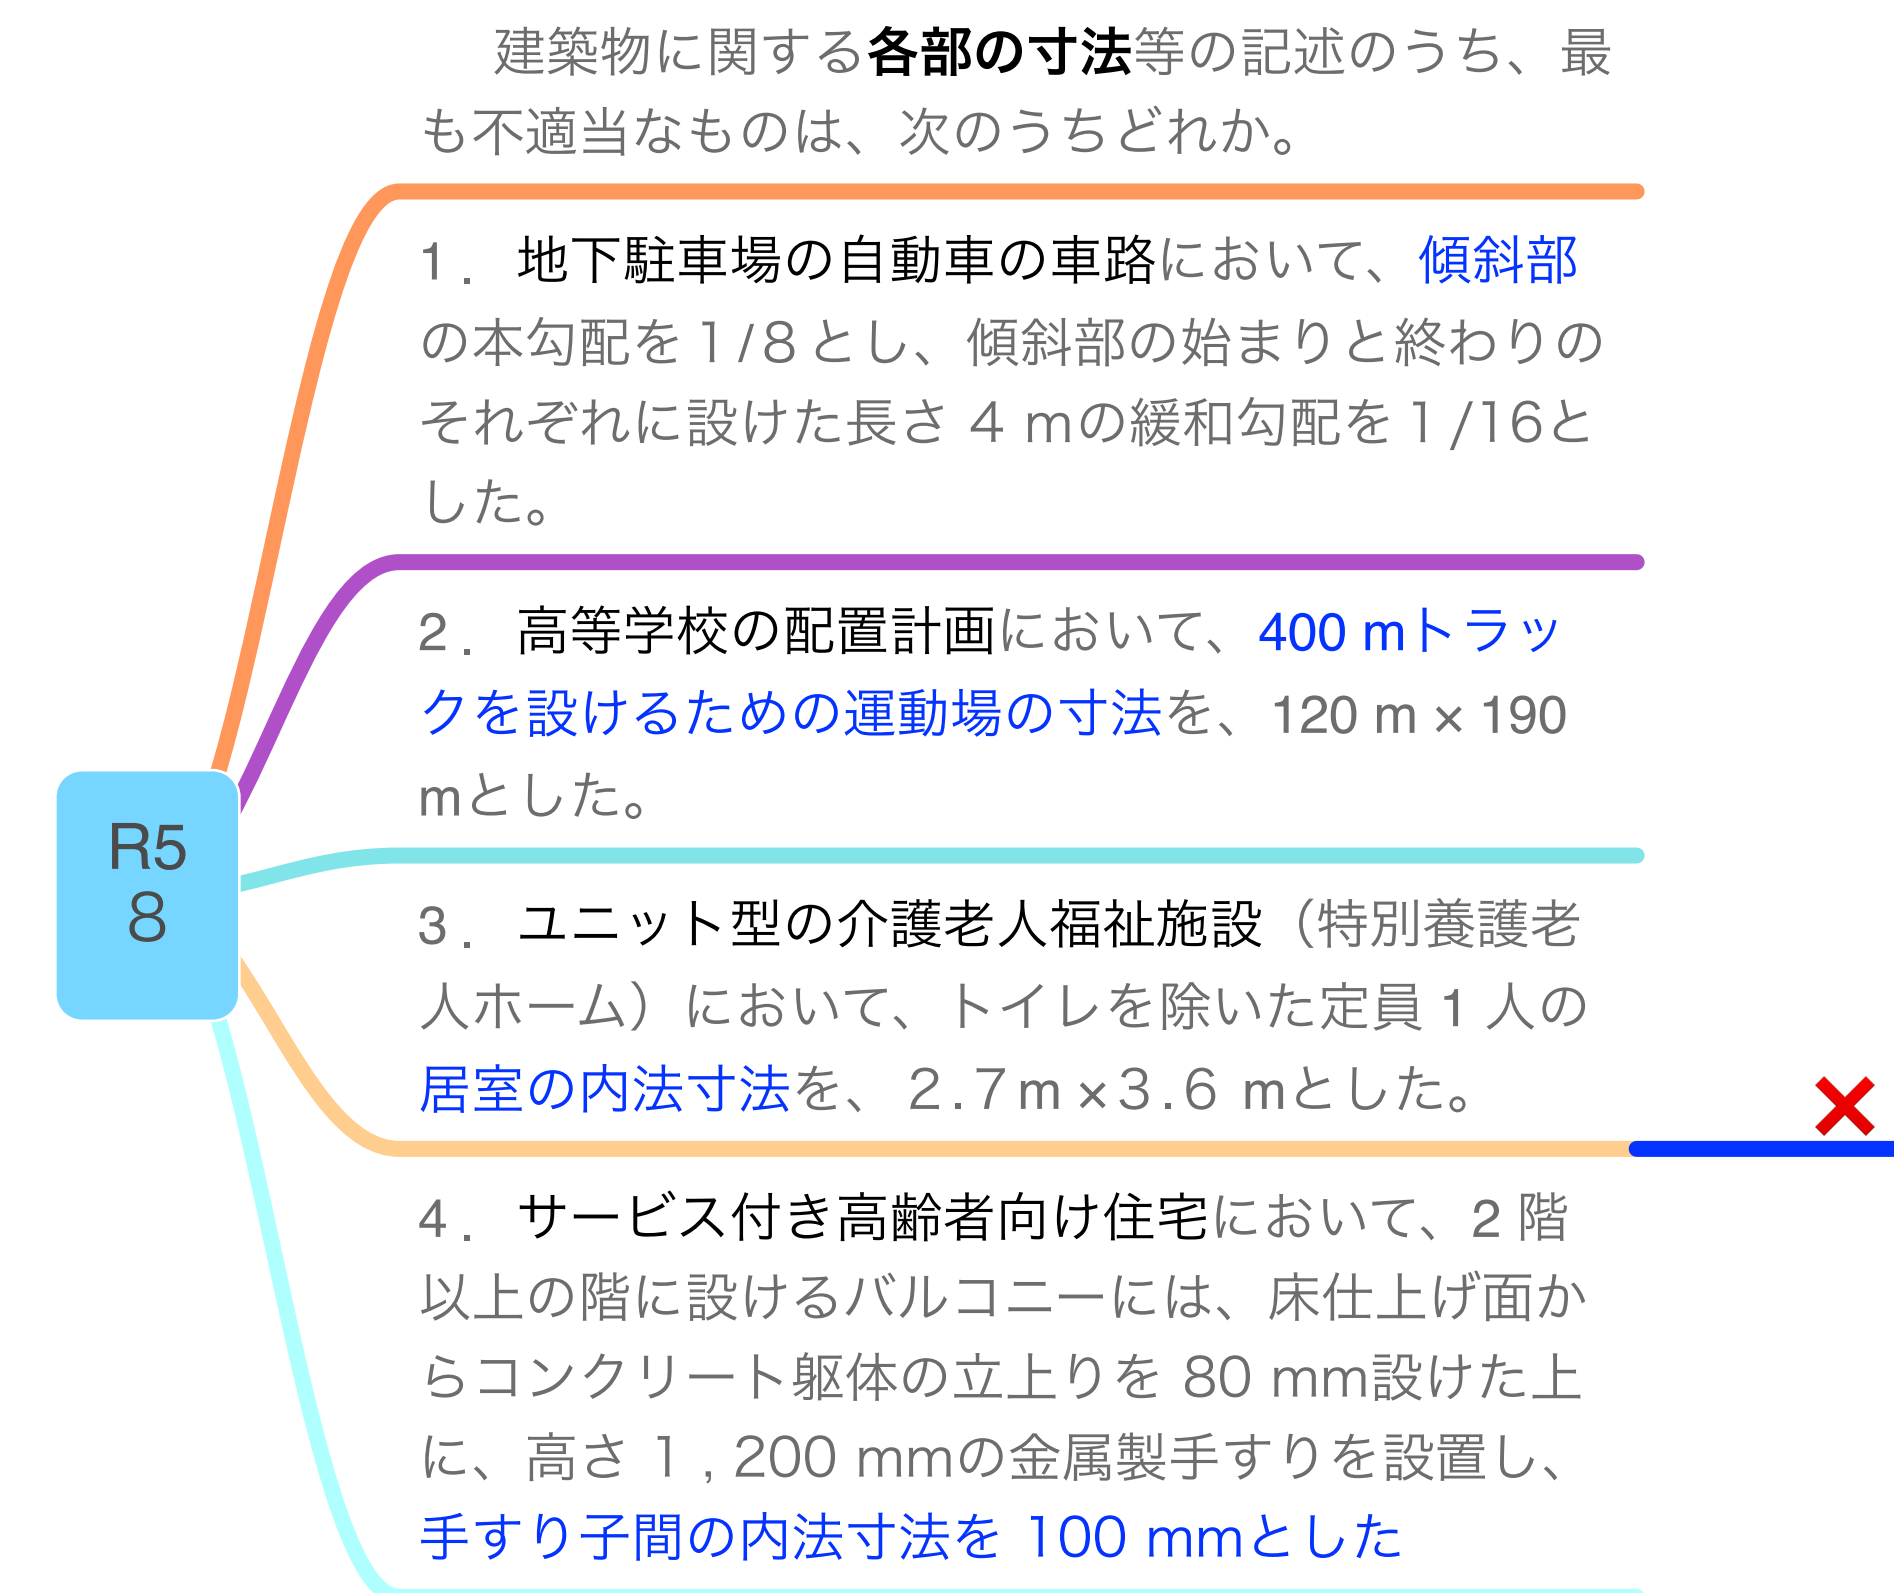 建築物に関する各部の寸法等の記述のうち、最
も不適当なものは、次のうちどれか。
1． 地下駐車場の自動車の車路において、傾斜部
の本勾配を１/８とし、傾斜部の始まりと終わりの
それぞれに設けた長さ 4 mの緩和勾配を１/16と
した。
2． 高等学校の配置計画において、400 mトラッ
クを設けるための運動場の寸法を、120 m × 190
mとした。
R5
8
3． ユニット型の介護老人福祉施設（特別養護老
人ホーム）において、トイレを除いた定員 1 人の
居室の内法寸法を、２.７m ×３.６ mとした。
4． サービス付き高齢者向け住宅において、2 階
以上の階に設けるバルコニーには、床仕上げ面か
らコンクリート躯体の立上りを 80 mm設けた上
に、高さ １, 200 mmの金属製手すりを設置し、
手すり子間の内法寸法を 100 mmとした